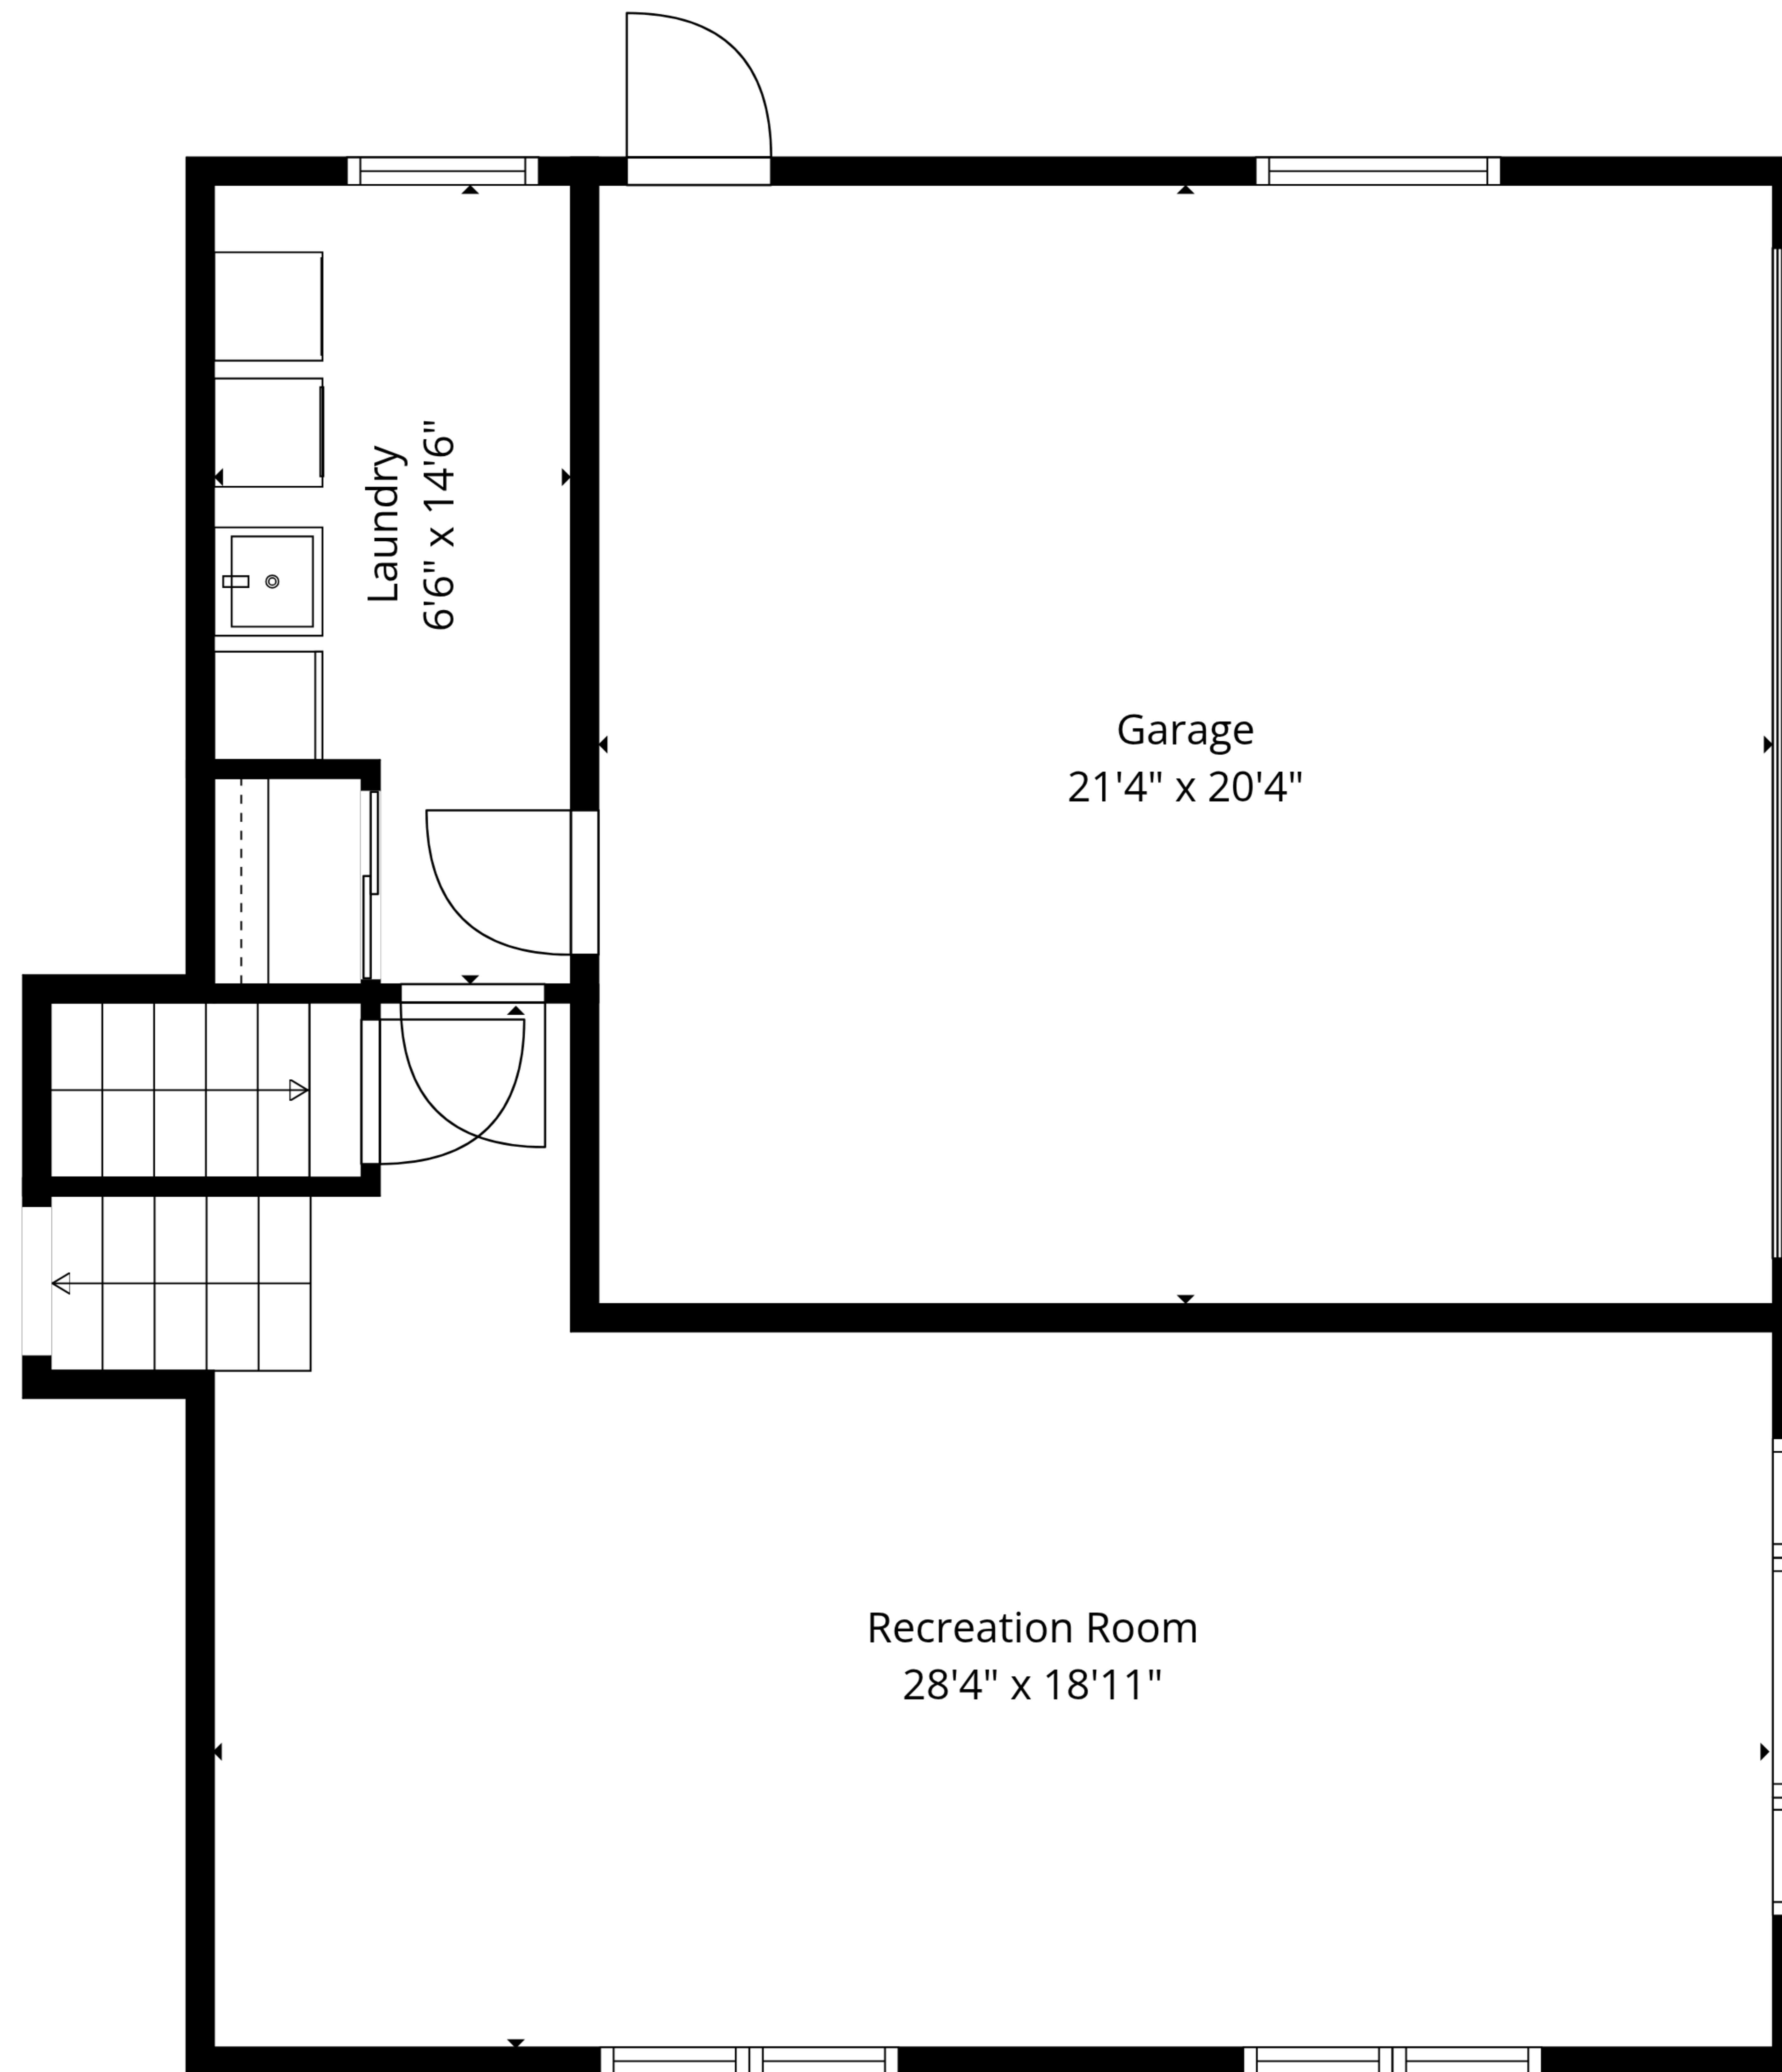 Laundry
6'6" x 14'6"
Garage
21'4" x 20'4"
Recreation Room
28'4" x 18'11"